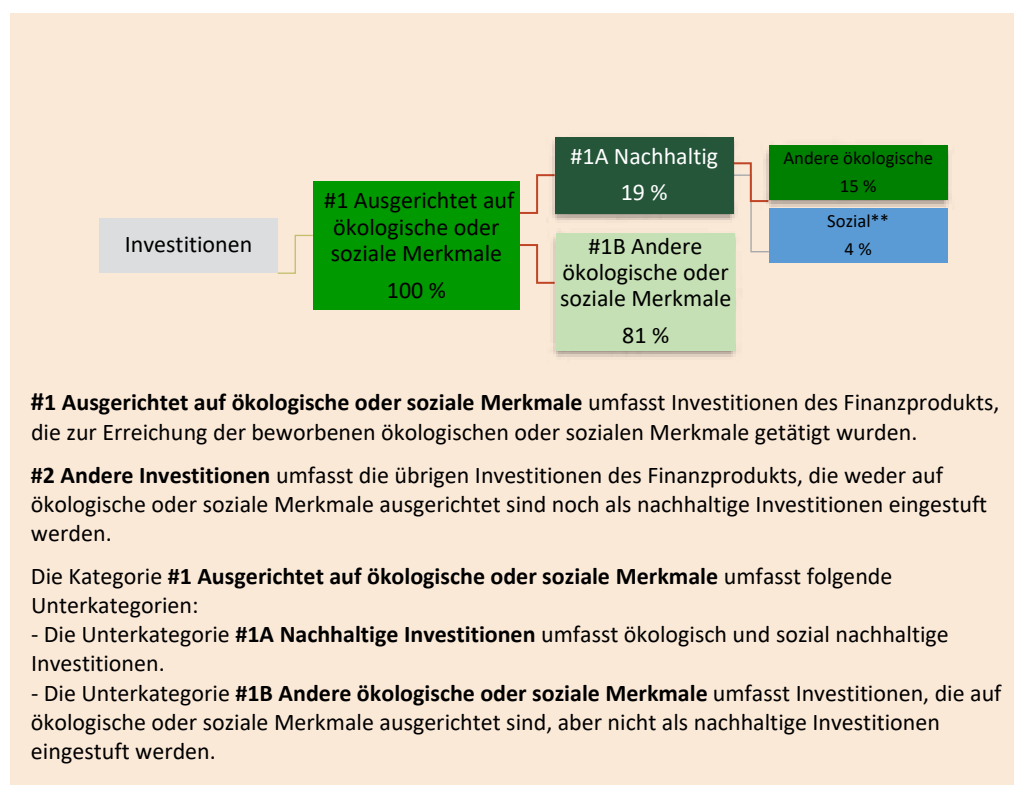 Investitionen
#1 Ausgerichtet auf
ökologische oder
soziale Merkmale
100 %
#1A Nachhaltig
19 %
#1B Andere
ökologische oder
soziale Merkmale
81 %
Andere ökologische
15 %
Sozial**
4 %
#1 Ausgerichtet auf ökologische oder soziale Merkmale umfasst Investitionen des Finanzprodukts,
die zur Erreichung der beworbenen ökologischen oder sozialen Merkmale getätigt wurden.
#2 Andere Investitionen umfasst die übrigen Investitionen des Finanzprodukts, die weder auf
ökologische oder soziale Merkmale ausgerichtet sind noch als nachhaltige Investitionen eingestuft
werden.
Die Kategorie #1 Ausgerichtet auf ökologische oder soziale Merkmale umfasst folgende
Unterkategorien:
- Die Unterkategorie #1A Nachhaltige Investitionen umfasst ökologisch und sozial nachhaltige
Investitionen.
- Die Unterkategorie #1B Andere ökologische oder soziale Merkmale umfasst Investitionen, die auf
ökologische oder soziale Merkmale ausgerichtet sind, aber nicht als nachhaltige Investitionen
eingestuft werden.